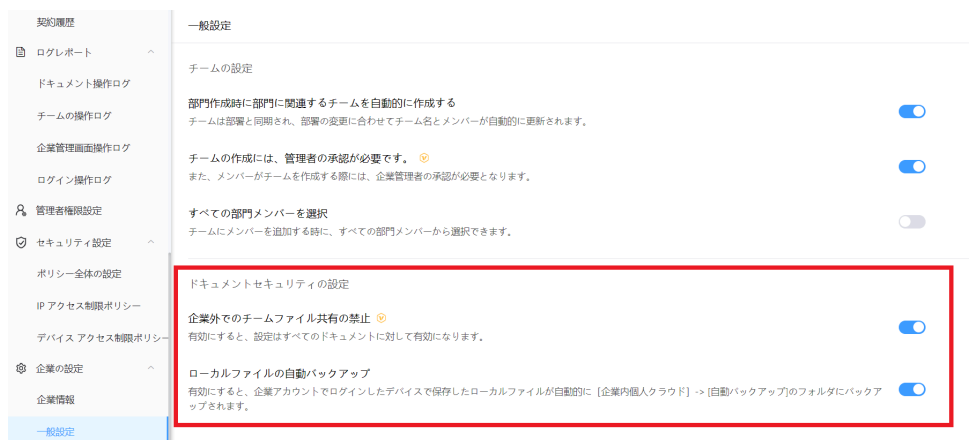 契約履歴
ログレポート
ドキュメント操作ログ
チームの操作ログ
企業管理画面操作ログ
ログイン操作ログ
管理者権限設定
セキュリティ設定
ポリシー全体の設定
IP アクセス制限ポリシー
デバイス アクセス制限ポリシー
企業の設定
企業情報
一般設定
一般設定
チームの設定
部門作成時に部門に関連するチームを自動的に作成する
チームは部署と同期され、部署の変更に合わせてチーム名とメンバーが自動的に更新されます。
チームの作成には、管理者の承認が必要です。
また、メンバーがチームを作成する際には、企業管理者の承認が必要となります。
すべての部門メンバーを選択
チームにメンバーを追加する時に、すべての部門メンバーから選択できます。
ドキュメントセキュリティの設定
企業外でのチームファイル共有の禁止
有効にすると、設定はすべてのドキュメントに対して有効になります。
ローカルファイルの自動バックアップ
有効にすると、企業アカウントでログインしたデバイスで保存したローカルファイルが自動的に [企業内個人クラウド] -> [自動バックアップ]のフォルダにバックア
ップされます。